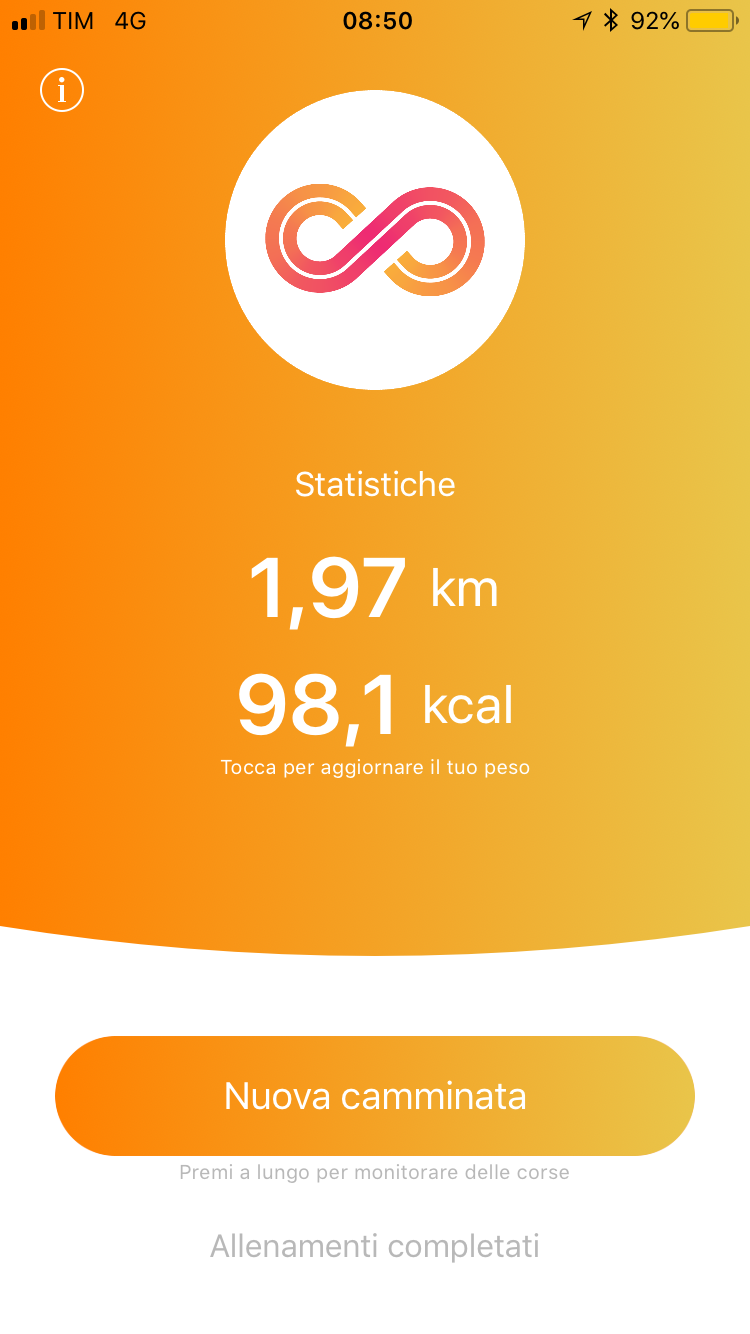 TIM 4G 08:50 92%
i
Statistiche
1,97 km
98,1 kcal
Tocca per aggiornare il tuo peso
Nuova camminata
Premi a lungo per monitorare delle corse
Allenamenti completati